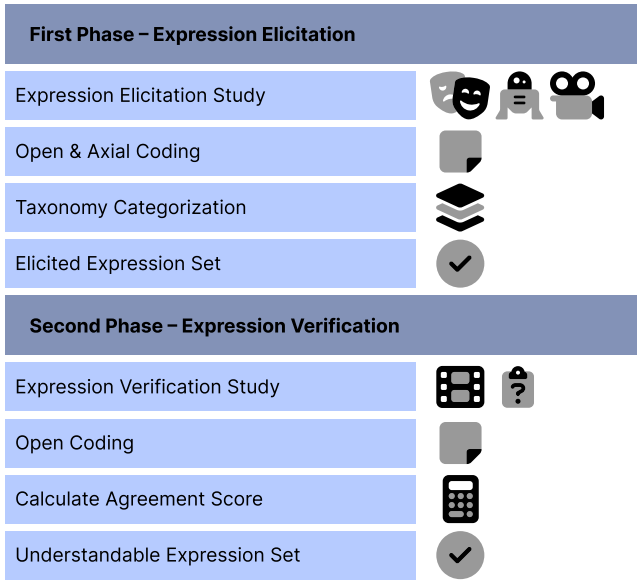 First Phase – Expression Elicitation
Expression Elicitation Study
Open & Axial Coding
Taxonomy Categorization
Elicited Expression Set
Second Phase – Expression Verification
Expression Verification Study
Open Coding
Calculate Agreement Score
Understandable Expression Set